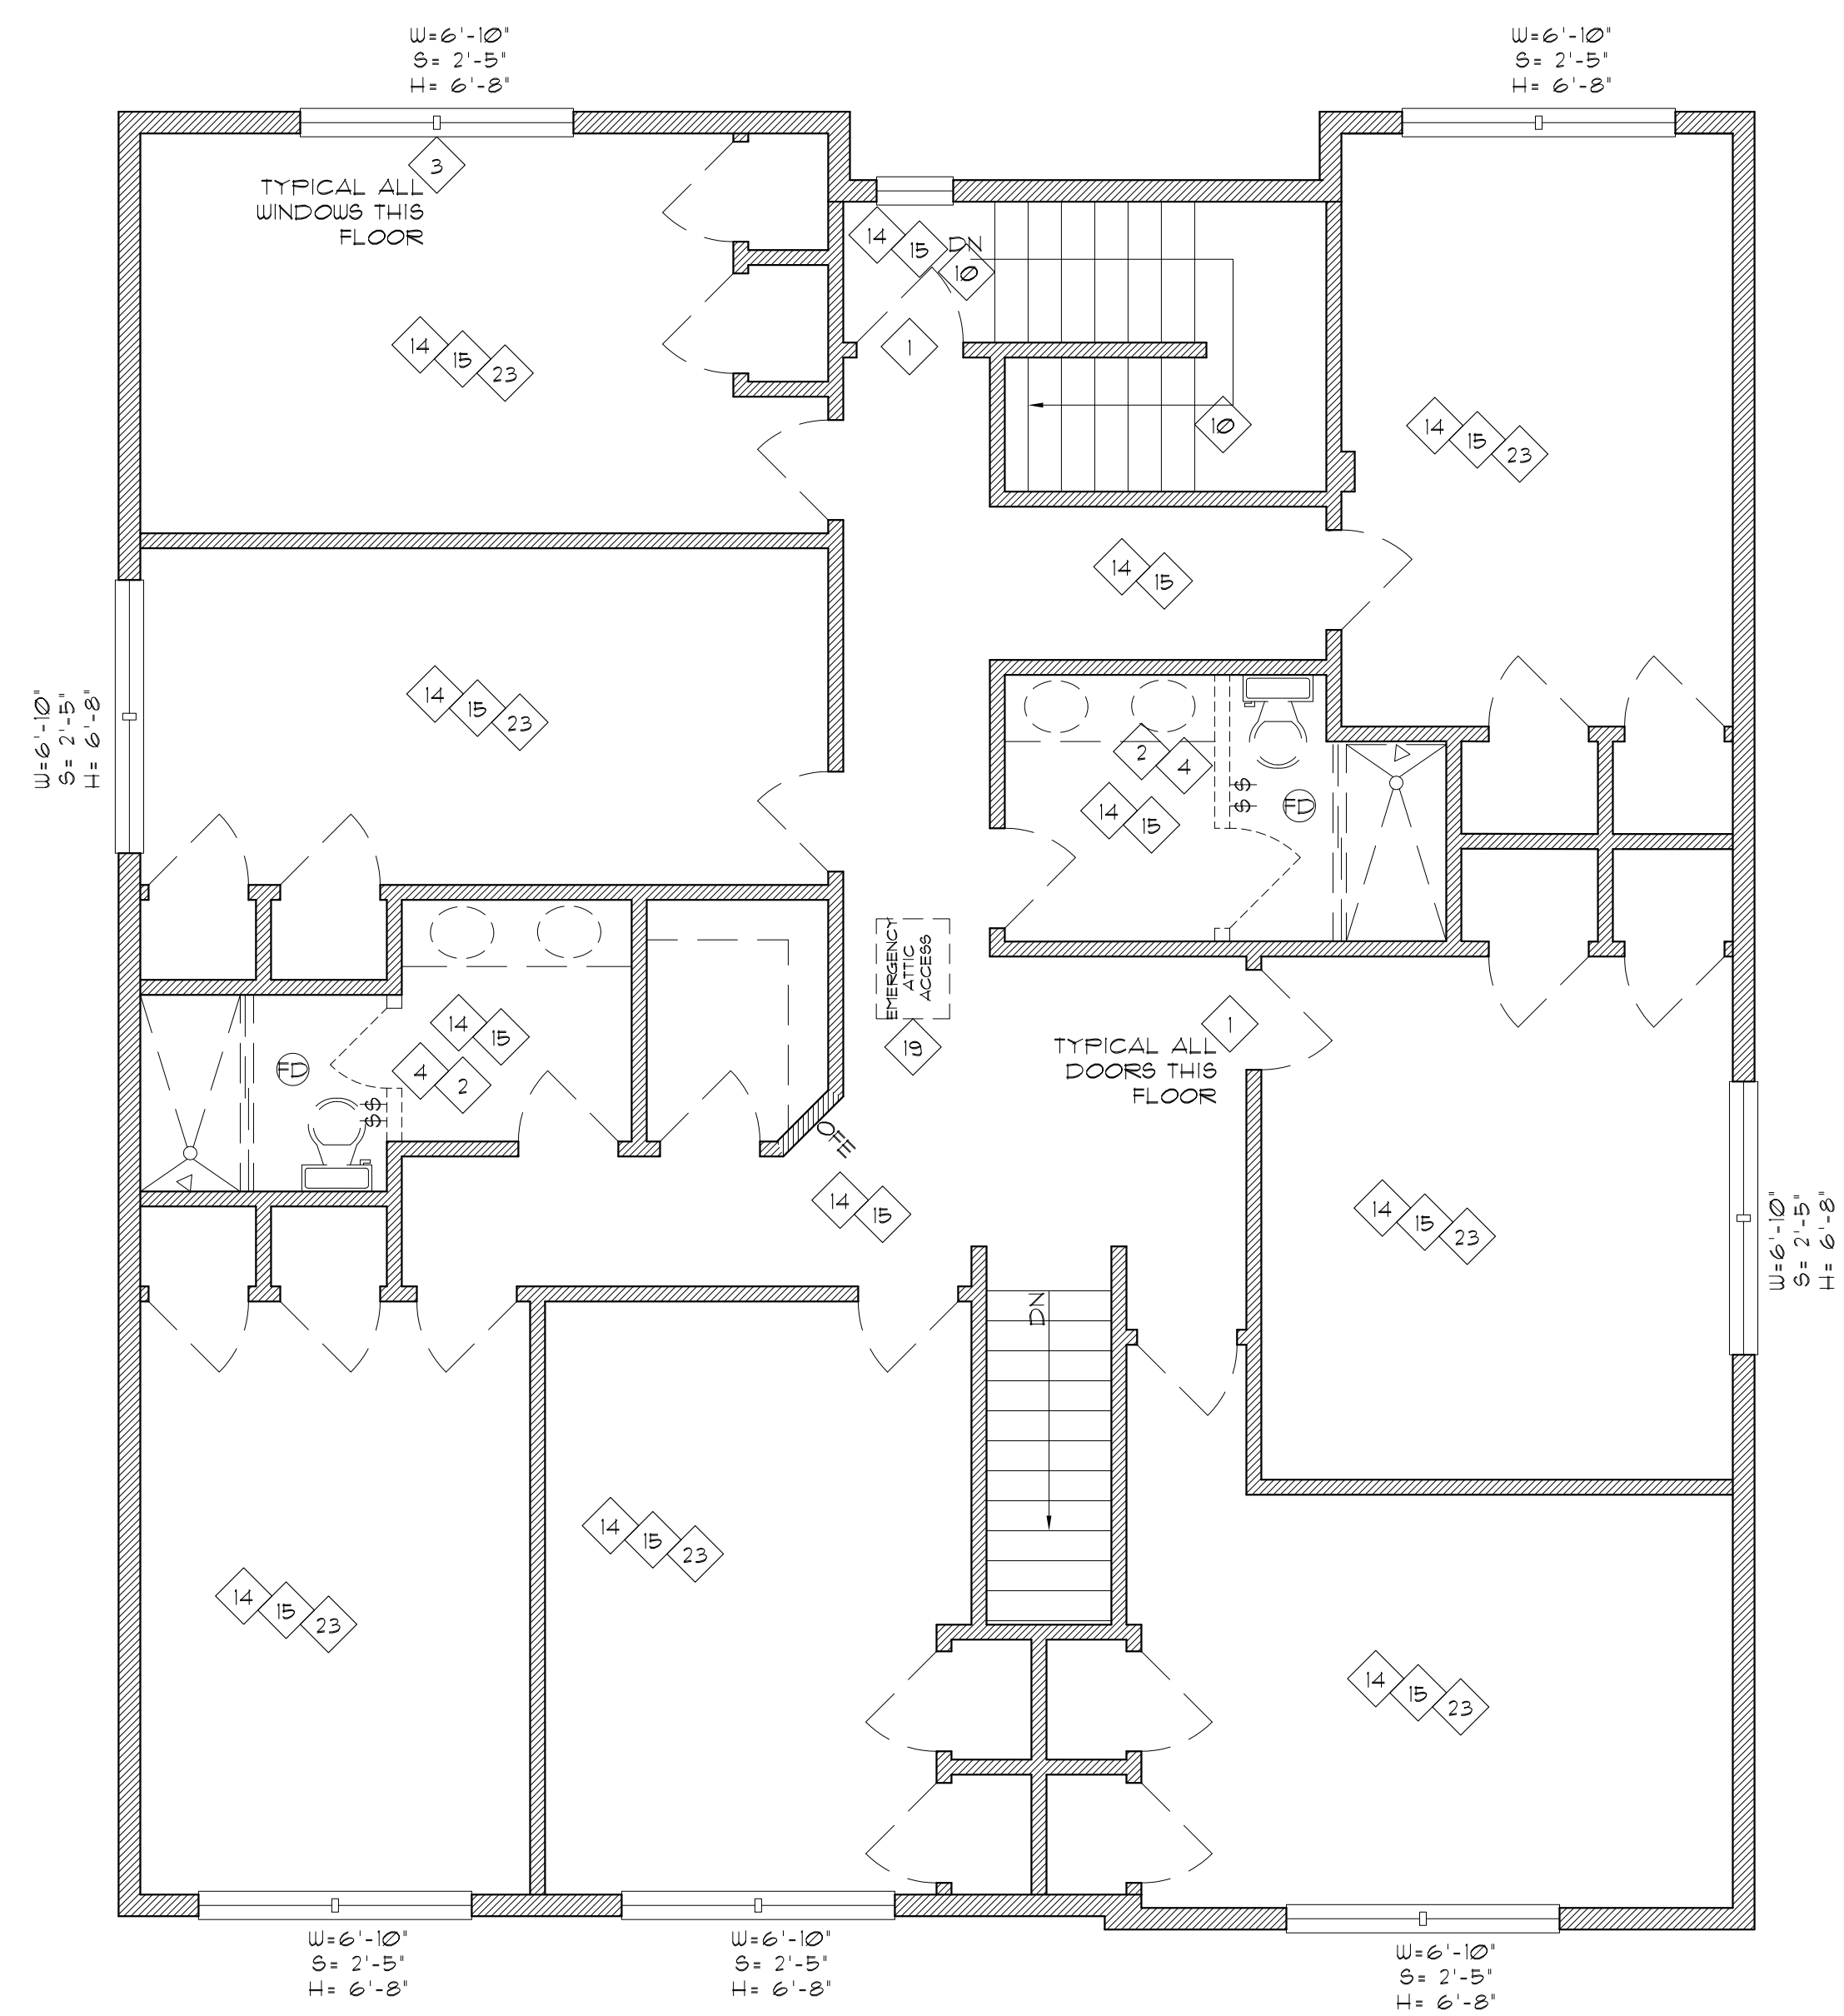 W=6'-10"
S= 2'-5"
H= 6'-8"
W=6'-10"
S= 2'-5"
H= 6'-8"
3
TYPICAL ALL
WINDOWS THIS
FLOOR
14
15
DN
10
1
14
15
23
10
14
15
23
14
15
W=6'-10"
S= 2'-5"
H= 6'-8"
14
15
23
2
4
SS
FD
14
15
EMERGENCY
ATTIC
ACCESS
19
14
15
4
2
FD
SS
1
TYPICAL ALL
DOORS THIS
FLOOR
OFE
14
15
14
15
23
W=6'-10"
S= 2'-5"
H= 6'-8"
DN
14
15
23
14
15
23
14
15
23
W=6'-10"
S= 2'-5"
H= 6'-8"
W=6'-10"
S= 2'-5"
H= 6'-8"
W=6'-10"
S= 2'-5"
H= 6'-8"